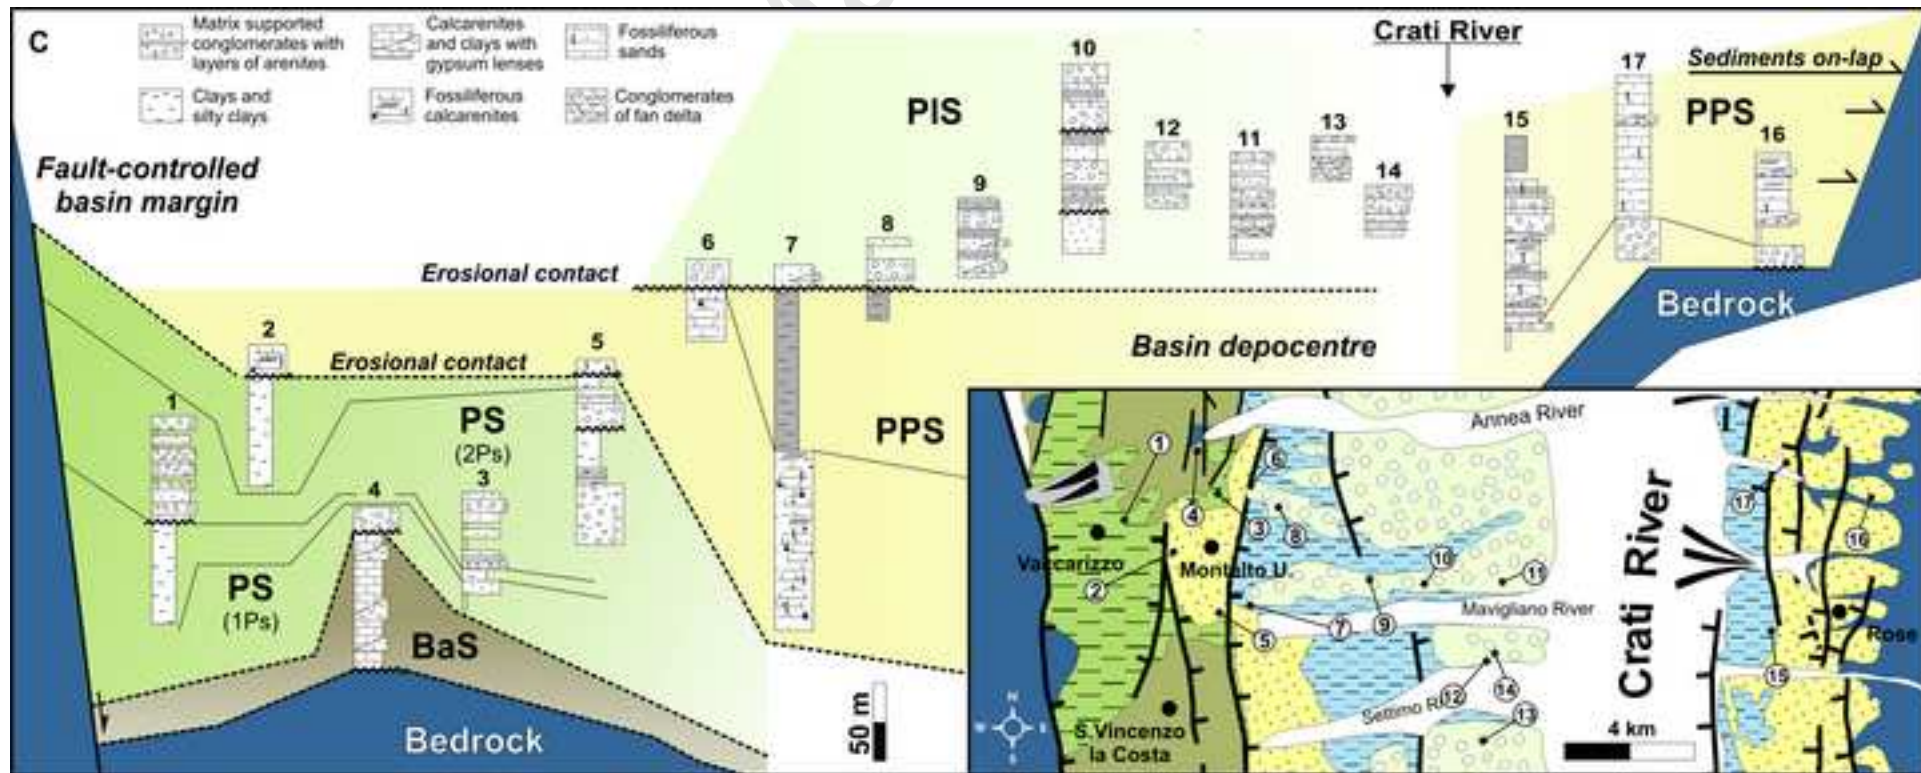 C
Matrix supported
conglomerates with
layers of arenites
Calcarenites
and clays with
gypsum lenses
Fossiliferous
sands
Clays and
silty clays
Fossiliferous
calcarenites
Conglomerates
of fan delta
Crati River
Sediments on-lap
PIS
PPS
Fault-controlled
basin margin
Erosional contact
Erosional contact
Basin depocentre
Bedrock
PS
(2Ps)
PPS
PS
(1Ps)
BaS
Bedrock
50 m
1
2
3
4
5
6
7
8
9
10
12
11
13
14
15
17
16
Annea River
1
6
4
3
8
17
16
Vaccarizzo
Montalto U.
10
11
2
Mavigliano River
5
7
9
Crati River
Rose
15
Settimo
12
14
13
S.Vincenzo
la Costa
N
S
4 km